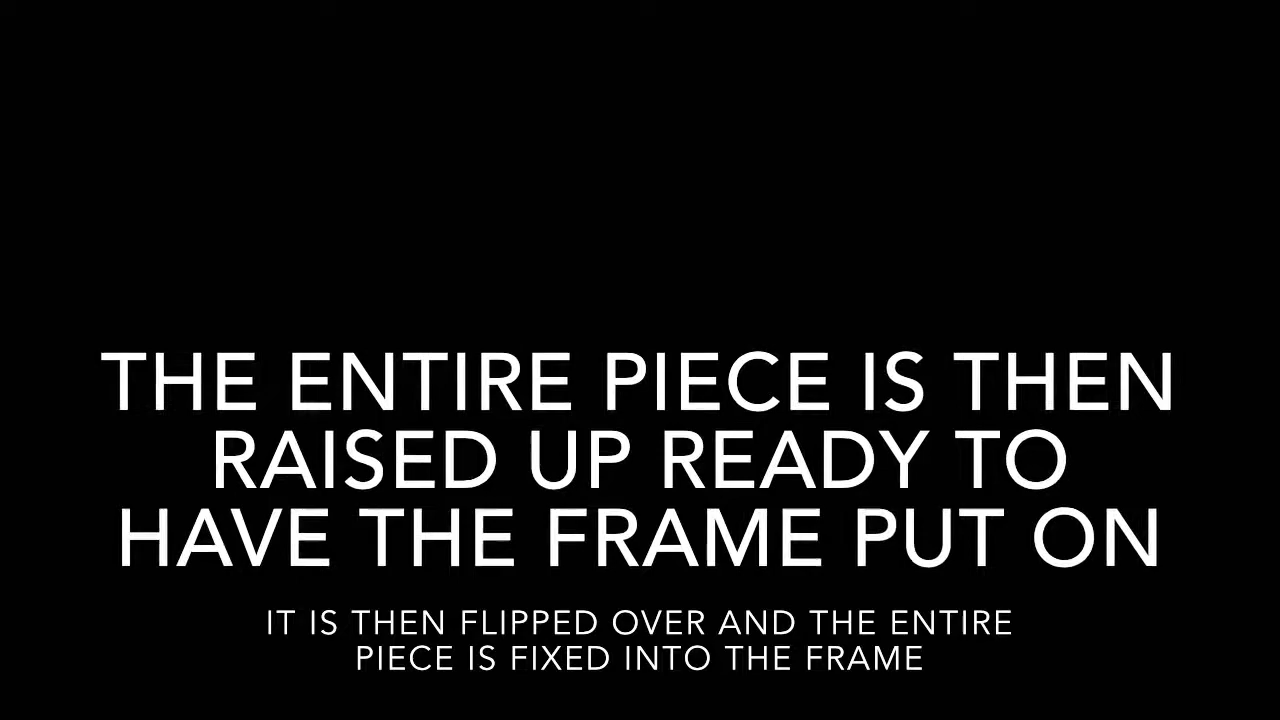 THE ENTIRE PIECE IS THEN
RAISED UP READY TO
HAVE THE FRAME PUT ON
IT IS THEN FLIPPED OVER AND THE ENTIRE
PIECE IS FIXED INTO THE FRAME